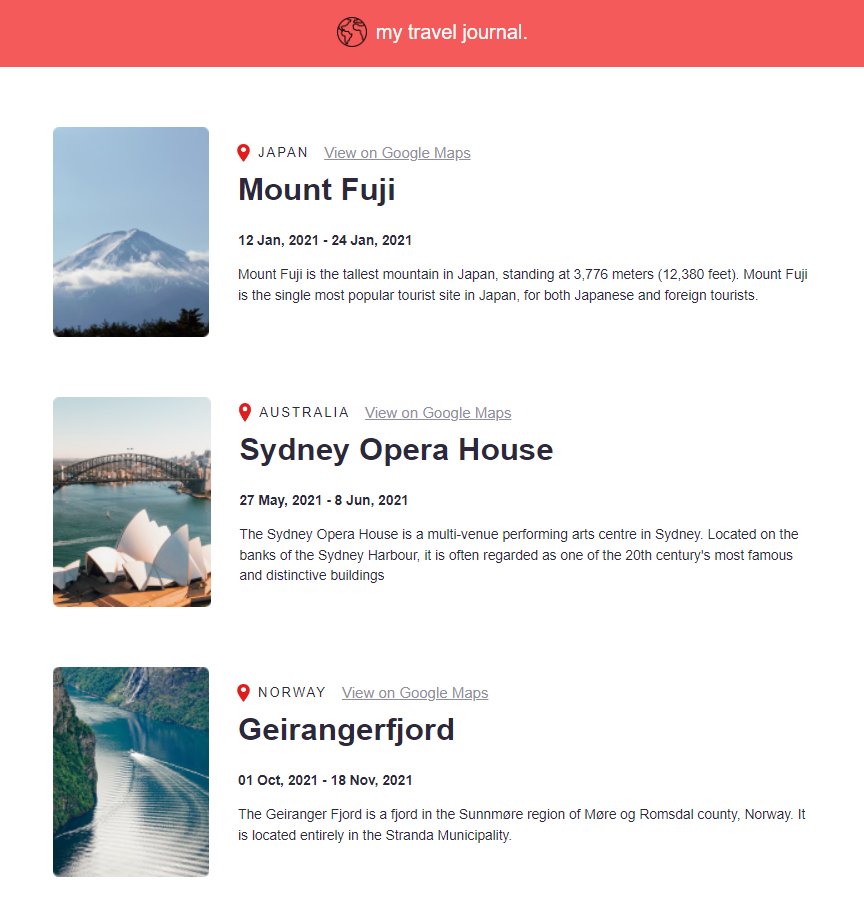 my travel journal.
JAPAN View on Google Maps
Mount Fuji
12 Jan, 2021 - 24 Jan, 2021
Mount Fuji is the tallest mountain in Japan, standing at 3,776 meters (12,380 feet). Mount Fuji
is the single most popular tourist site in Japan, for both Japanese and foreign tourists.
AUSTRALIA View on Google Maps
Sydney Opera House
27 May, 2021 - 8 Jun, 2021
The Sydney Opera House is a multi-venue performing arts centre in Sydney. Located on the
banks of the Sydney Harbour, it is often regarded as one of the 20th century's most famous
and distinctive buildings
NORWAY View on Google Maps
Geirangerfjord
01 Oct, 2021 - 18 Nov, 2021
The Geiranger Fjord is a fjord in the Sunnmøre region of Møre og Romsdal county, Norway. It
is located entirely in the Stranda Municipality.